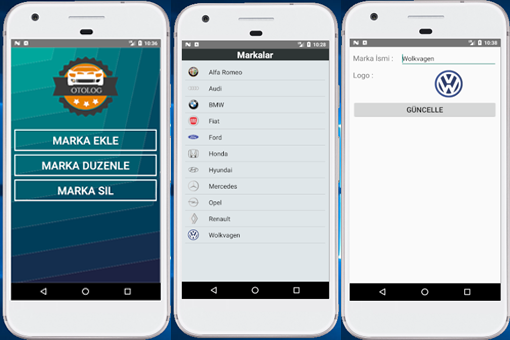 10:36
OTOLOG
MARKA EKLE
MARKA DUZENLE
MARKA SIL
10:38
Markalar
Alfa Romeo
Audi
BMW
Fiat
Ford
Honda
Hyundai
Mercedes
Opel
Renault
Wolkvagen
10:38
Marka İsmi : Wolkvagen
Logo :
GÜNCELLE